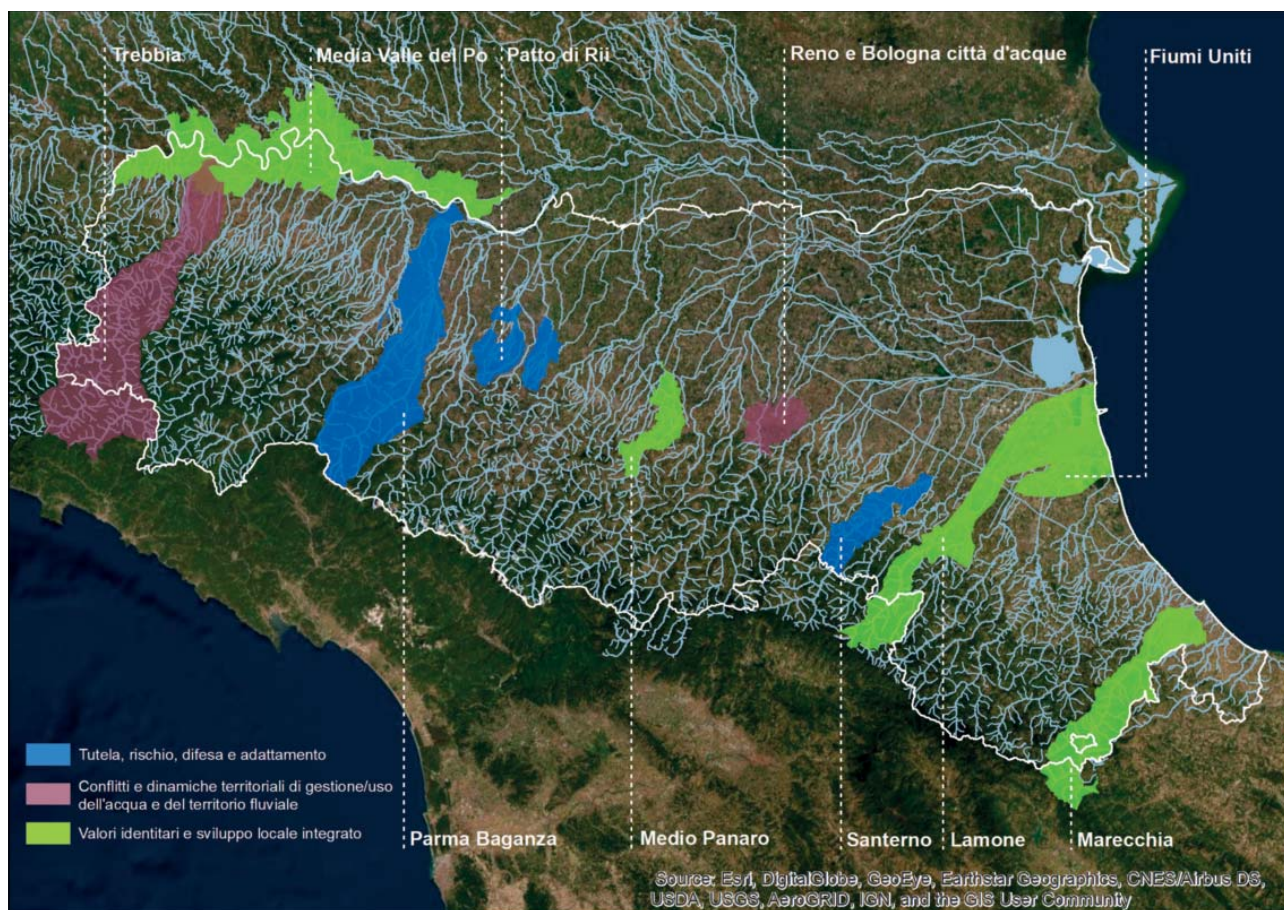 Trebbia
Media Valle del Po
Patto di Rii
Reno e Bologna città d'acque
Fiumi Uniti
Tutela, rischio, difesa e adattamento
Conflitti e dinamiche territoriali di gestione/uso
dell'acqua e del territorio fluviale
Valori identitari e sviluppo locale integrato
Parma Baganza
Medio Panaro
Santerno
Lamone
Marecchia
Source: Esri, DigitalGlobe, GeoEye, Earthstar Geographics, CNES/Airbus DS,
USDA, USGS, AeroGRID, IGN, and the GIS User Community